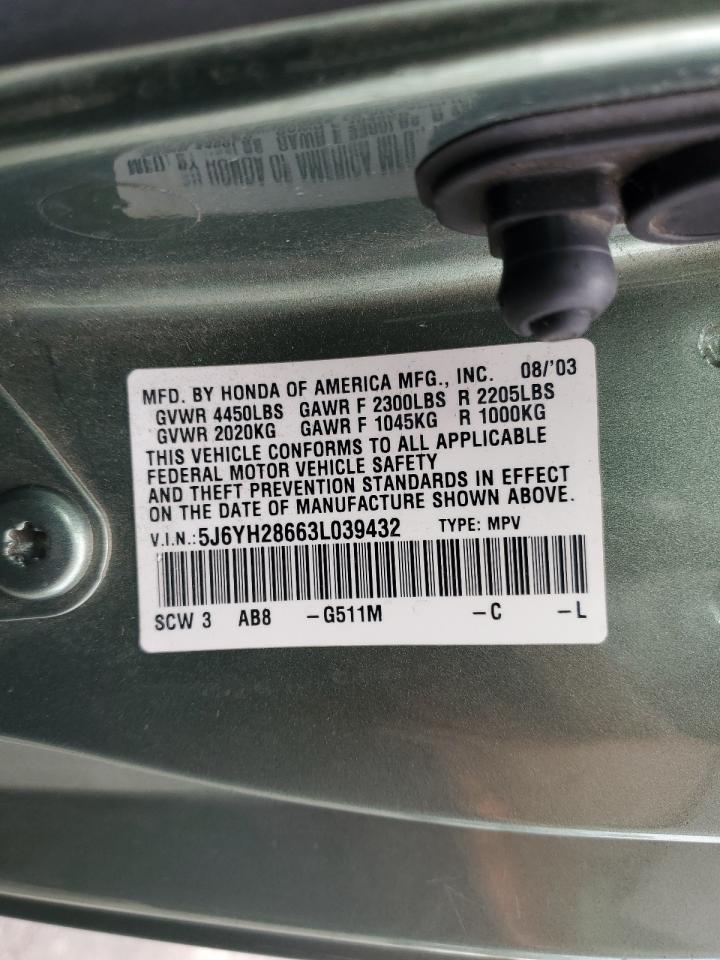 MFD. BY HONDA OF AMERICA MFG., INC. 08/'03
GVWR 4450LBS GAWR F 2300LBS R 2205LBS
GVWR 2020KG GAWR F 1045KG R 1000KG
THIS VEHICLE CONFORMS TO ALL APPLICABLE
FEDERAL MOTOR VEHICLE SAFETY
AND THEFT PREVENTION STANDARDS IN EFFECT
ON THE DATE OF MANUFACTURE SHOWN ABOVE.
V.I.N.:5J6YH28663L039432 TYPE: MPV
SCW 3 AB8 -G511M -C -L